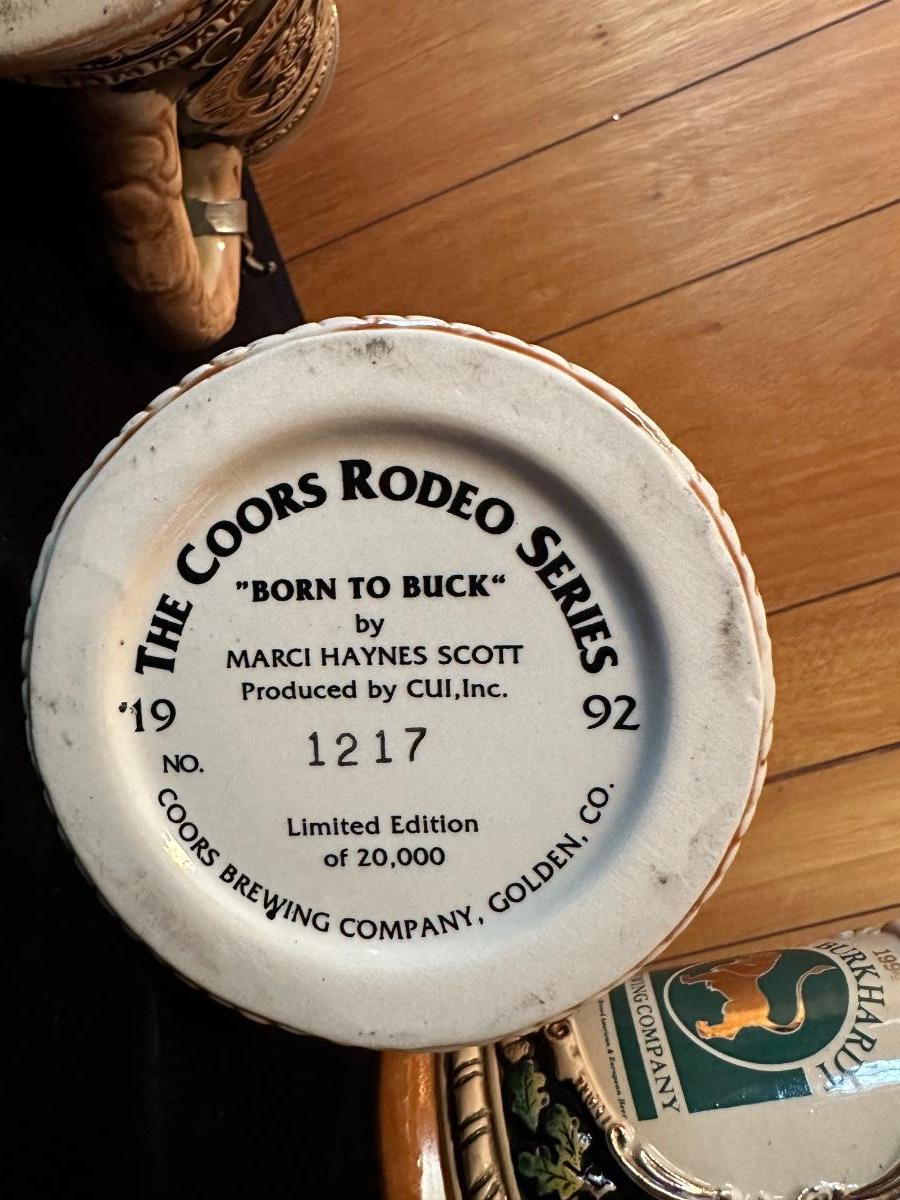 THE COORS RODEO SERIES
"BORN TO BUCK"
by
MARCI HAYNES SCOTT
Produced by CUI,Inc.
19 92
NO. 1217
Limited Edition
of 20,000
COORS BREWING COMPANY, GOLDEN, CO.
BURKHARDT
COMPANY